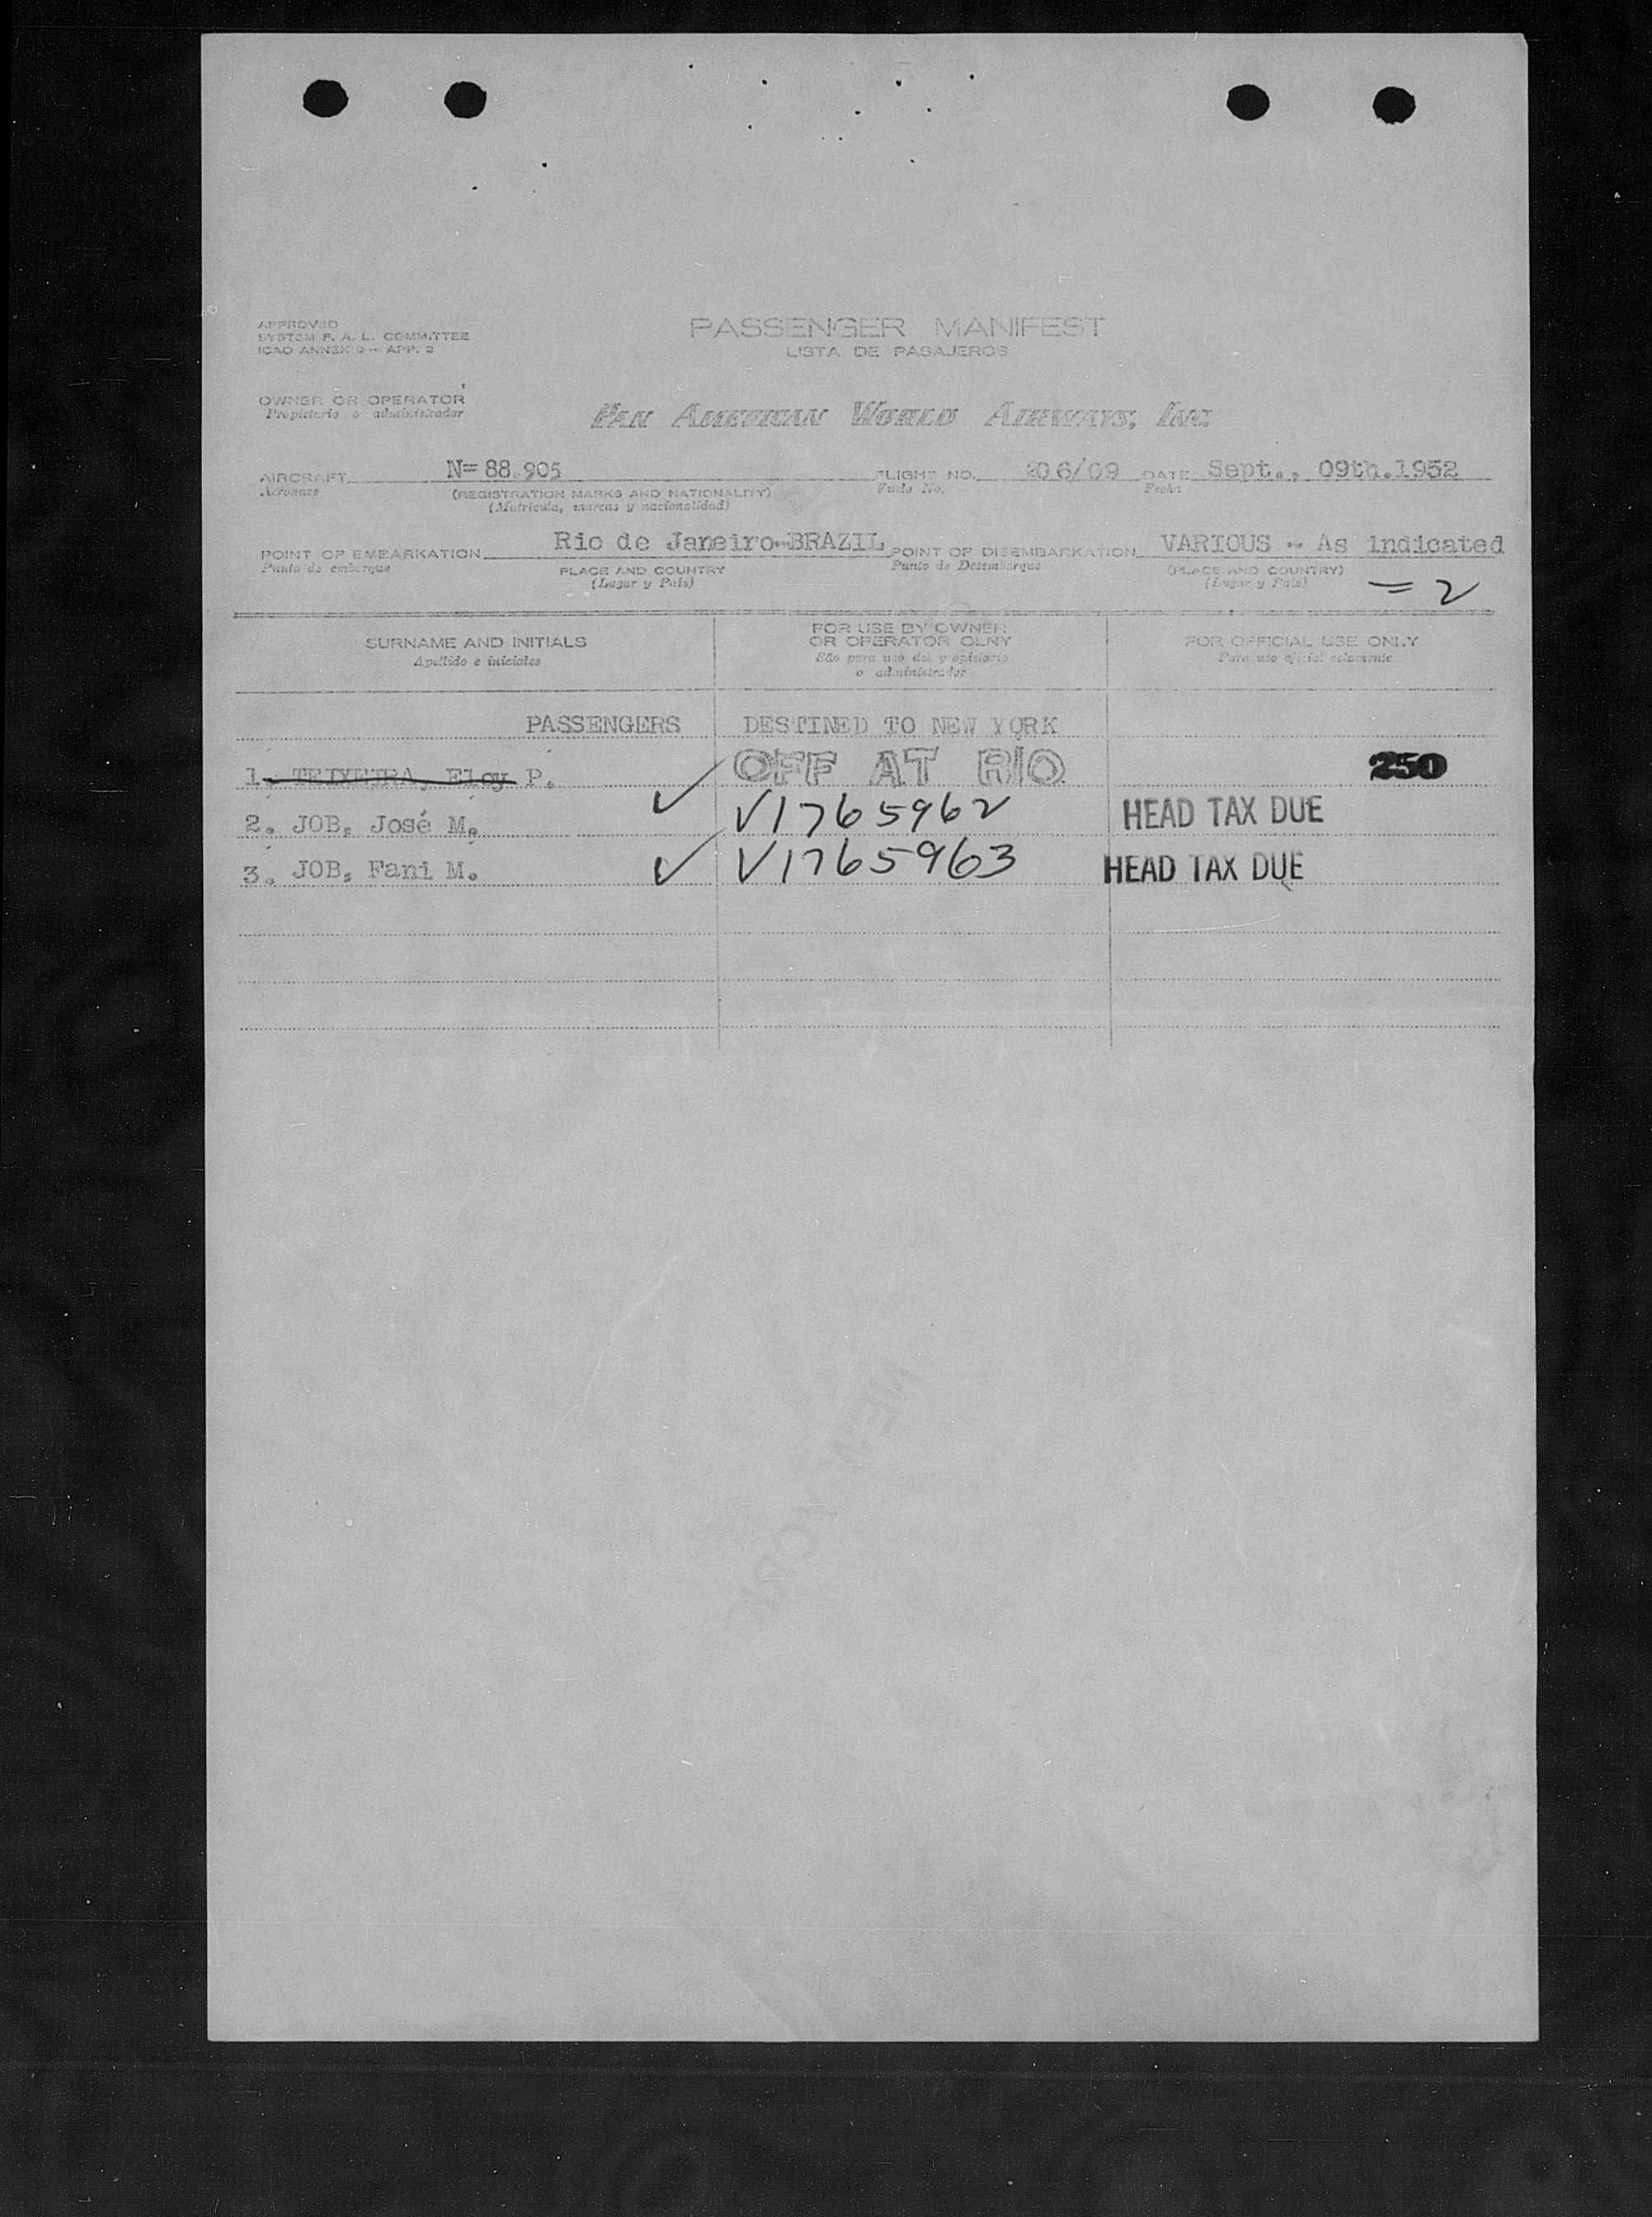 APPROVED
SYSTEM F. A. L. COMMITTEE
ICAO ANNEX 9 — APP. 2
PASSENGER MANIFEST
LISTA DE PASAJEROS
OWNER OR OPERATOR
Propietario o administrador
PAN AMERICAN WORLD AIRWAYS, INC.
AIRCRAFT N=88.905 FLIGHT NO. 206/09 DATE Sept., 09th.1952
Aeronave (REGISTRATION MARKS AND NATIONALITY) Vuelo No. Fecha
(Matricula, marcas y nacionalidad)
POINT OF EMBARKATION Rio de Janeiro-BRAZIL POINT OF DISEMBARKATION VARIOUS - As indicated
Punto de embarque PLACE AND COUNTRY Punto de Desembarque (PLACE AND COUNTRY)
(Lugar y Pais) (Lugar y Pais) = 2
SURNAME AND INITIALS
Apellido e iniciales
FOR USE BY OWNER
OR OPERATOR OLNY
São para uso del propietario
o administrador
FOR OFFICIAL USE ONLY
Para uso oficial solamente
PASSENGERS DESTINED TO NEW YORK
1. TEIXEIRA, Eloy P. OFF AT RIO 250
2. JOB, José M. ✓ V1765962 HEAD TAX DUE
3. JOB, Fani M. ✓ V1765963 HEAD TAX DUE
NEW YORK